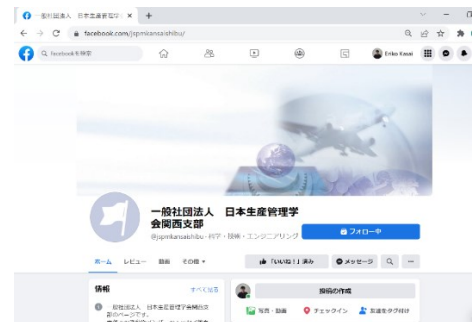 一般社団法人 日本生産管理学
facebook.com/jspmkansaishibu/
Facebookを検索
Eriko Kasai
一般社団法人 日本生産管理学
会関西支部
@jspmkansaishibu · 科学・技術・エンジニアリング
フォロー中
ホーム レビュー 動画 その他
「いいね！」済み メッセージ
情報 すべて見る
一般社団法人 日本生産管理学会関西支
部のページです。
投稿の作成
写真・動画 チェックイン 友達をタグ付け